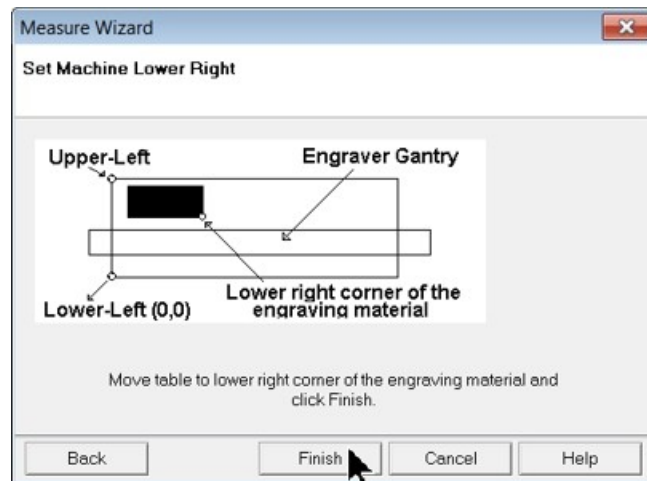 Measure Wizard
Set Machine Lower Right
Upper-Left
Engraver Gantry
Lower right corner of the
engraving material
Lower-Left (0,0)
Move table to lower right corner of the engraving material and
click Finish.
Back
Finish
Cancel
Help